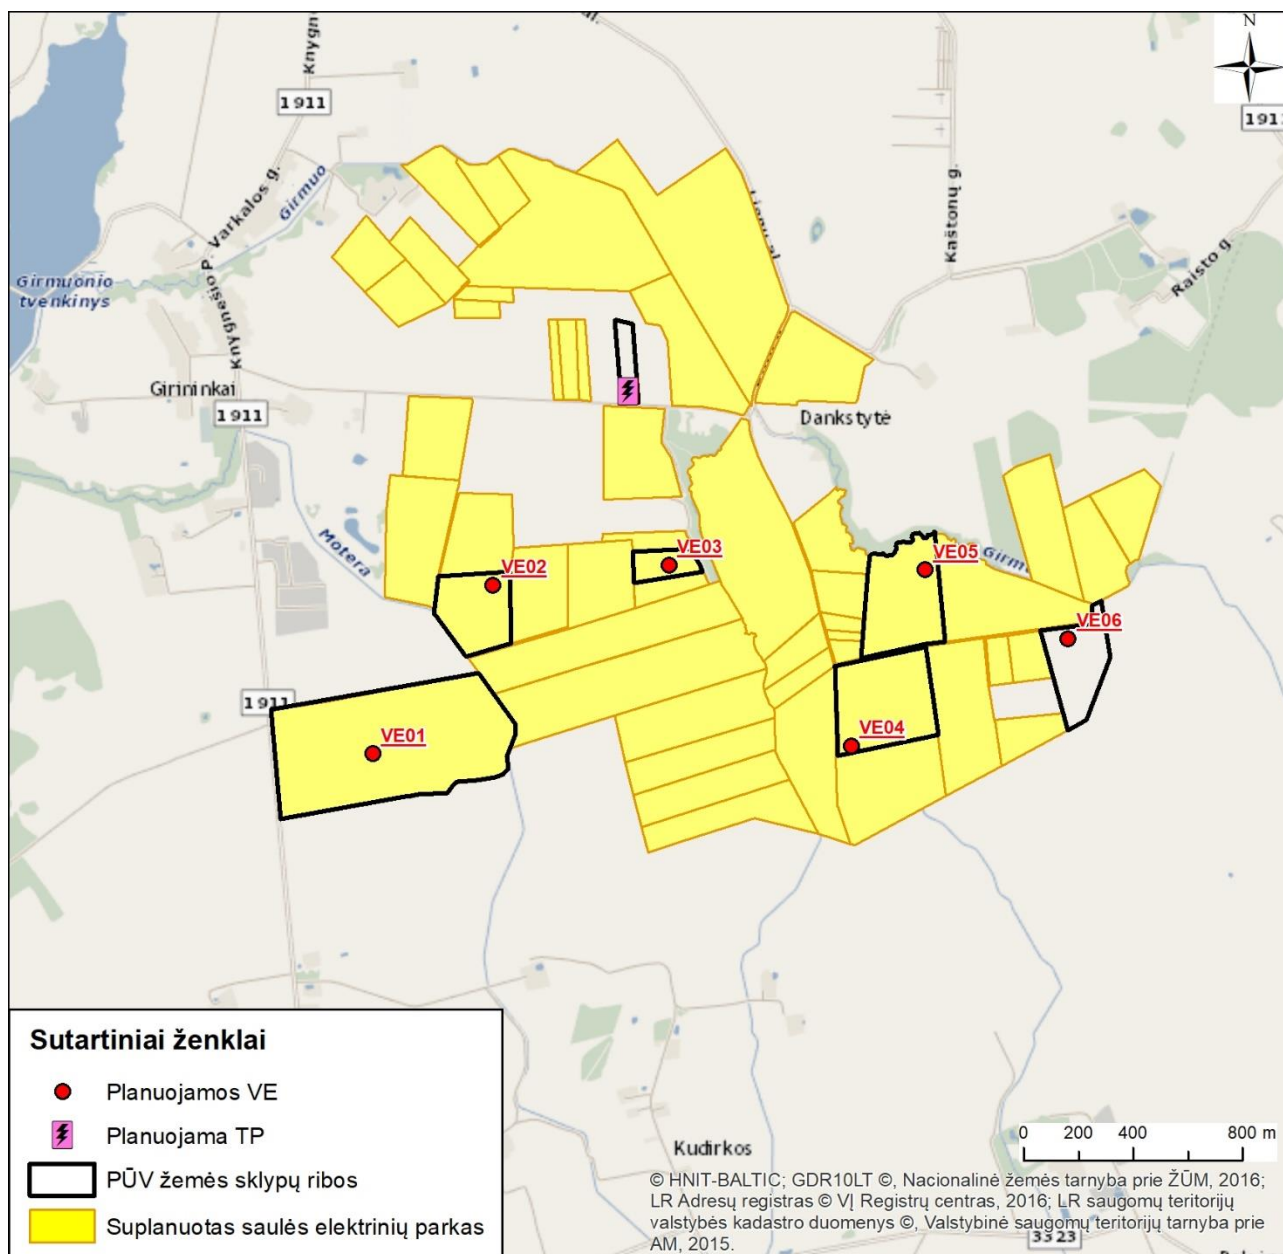 N
Knygn
al.
1911
1911
Girmuo
Knygnešio P. Varkalos g.
Liepų al.
Kaštonų g.
Raisto g.
Girmuonio
tvenkinys
Girininkai
1911
Dankstytė
Motera
VE03
VE05
Girm
VE02
VE06
1911
VE01
VE04
Sutartiniai ženklai
Planuojamos VE
Planuojama TP
PŪV žemės sklypų ribos
Suplanuotas saulės elektrinių parkas
Kudirkos
0 200 400 800 m
© HNIT-BALTIC; GDR10LT ©, Nacionalinė žemės tarnyba prie ŽŪM, 2016;
LR Adresų registras © VĮ Registrų centras, 2016; LR saugomų teritorijų
valstybės kadastro duomenys ©, Valstybinė saugomų teritorijų tarnyba prie
AM, 2015.
3323